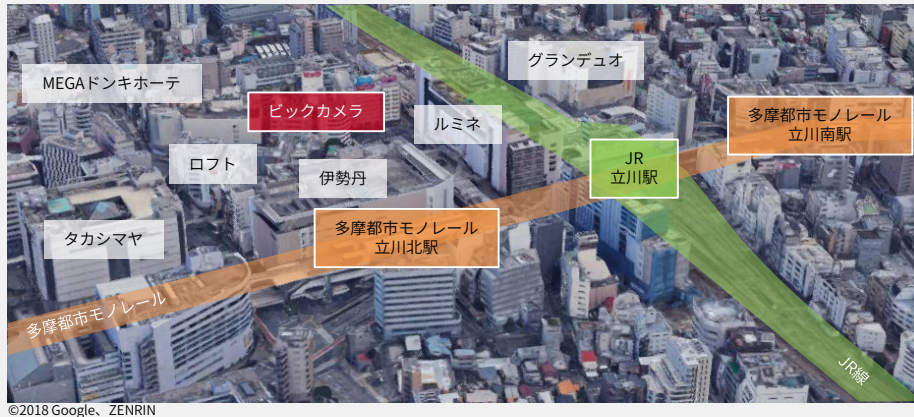 グランデュオ
MEGAドンキホーテ
ビックカメラ
ルミネ
多摩都市モノレール
立川南駅
ロフト
伊勢丹
JR
立川駅
タカシマヤ
多摩都市モノレール
立川北駅
多摩都市モノレール
JR線
©2018 Google、ZENRIN